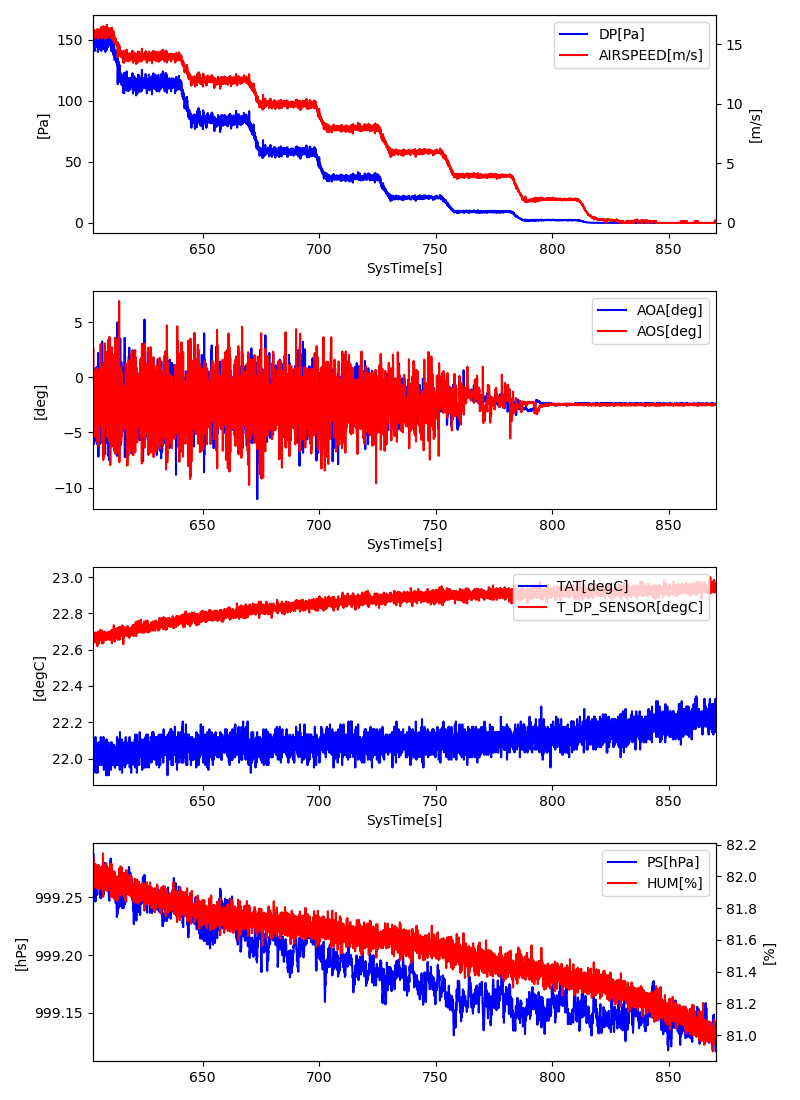 DP[Pa]
AIRSPEED[m/s]
150
100
50
0
[Pa]
15
10
5
0
[m/s]
650 700 750 800 850
SysTime[s]
AOA[deg]
AOS[deg]
5
0
−5
−10
[deg]
650 700 750 800 850
SysTime[s]
TAT[degC]
T_DP_SENSOR[degC]
23.0
22.8
22.6
22.4
22.2
22.0
[degC]
650 700 750 800 850
SysTime[s]
PS[hPa]
HUM[%]
999.25
999.20
999.15
[hPs]
82.2
82.0
81.8
81.6
81.4
81.2
81.0
[%]
650 700 750 800 850